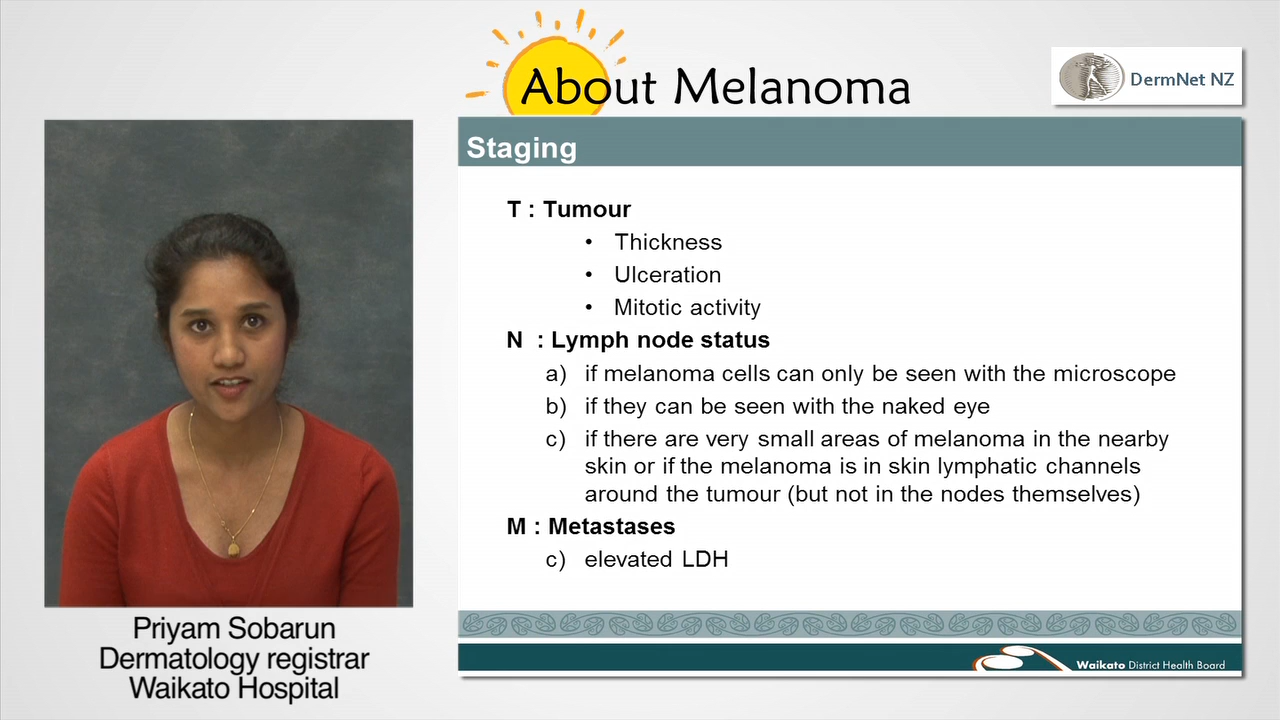 About Melanoma
DermNet NZ
Staging
T : Tumour
• Thickness
• Ulceration
• Mitotic activity
N : Lymph node status
a) if melanoma cells can only be seen with the microscope
b) if they can be seen with the naked eye
c) if there are very small areas of melanoma in the nearby
skin or if the melanoma is in skin lymphatic channels
around the tumour (but not in the nodes themselves)
M : Metastases
c) elevated LDH
Waikato District Health Board
Priyam Sobarun
Dermatology registrar
Waikato Hospital